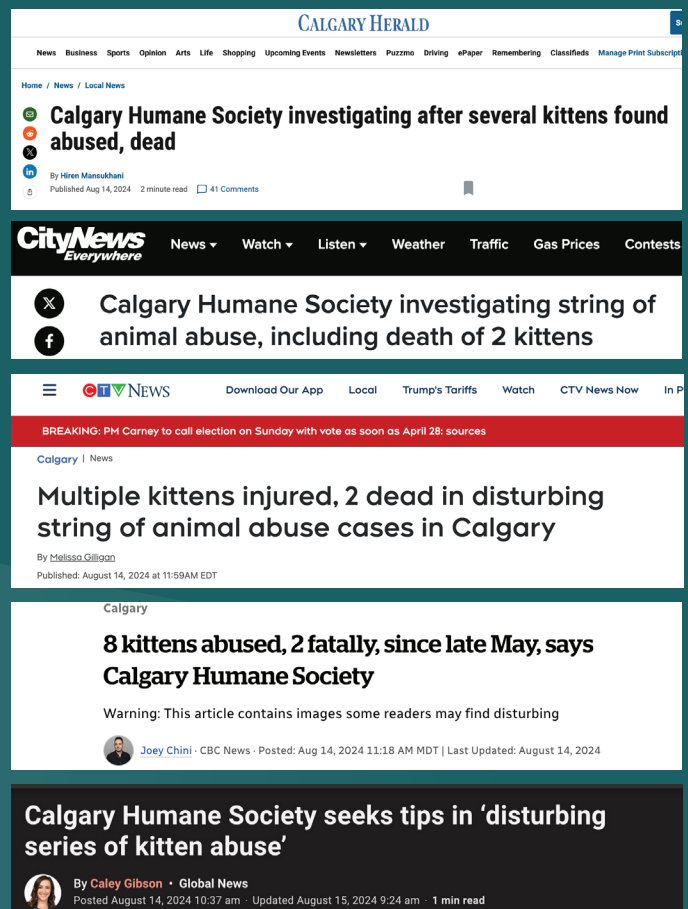 CALGARY HERALD
News Business Sports Opinion Arts Life Shopping Upcoming Events Newsletters Puzzmo Driving ePaper Remembering Classifieds Manage Print
Home / News / Local News
Calgary Humane Society investigating after several kittens found
abused, dead
By Hiren Mansukhani
Published Aug 14, 2024 2 minute read 41 Comments
CityNews
Everywhere
News Watch Listen Weather Traffic Gas Prices Contests
Calgary Humane Society investigating string of
animal abuse, including death of 2 kittens
CTV NEWS
Download Our App Local Trump's Tariffs Watch CTV News Now In P
BREAKING: PM Carney to call election on Sunday with vote as soon as April 28: sources
Calgary | News
Multiple kittens injured, 2 dead in disturbing
string of animal abuse cases in Calgary
By Melissa Gilligan
Published: August 14, 2024 at 11:59AM EDT
Calgary
8 kittens abused, 2 fatally, since late May, says
Calgary Humane Society
Warning: This article contains images some readers may find disturbing
Joey Chini · CBC News · Posted: Aug 14, 2024 11:18 AM MDT | Last Updated: August 14, 2024
Calgary Humane Society seeks tips in ‘disturbing
series of kitten abuse’
By Caley Gibson • Global News
Posted August 14, 2024 10:37 am · Updated August 15, 2024 9:24 am · 1 min read